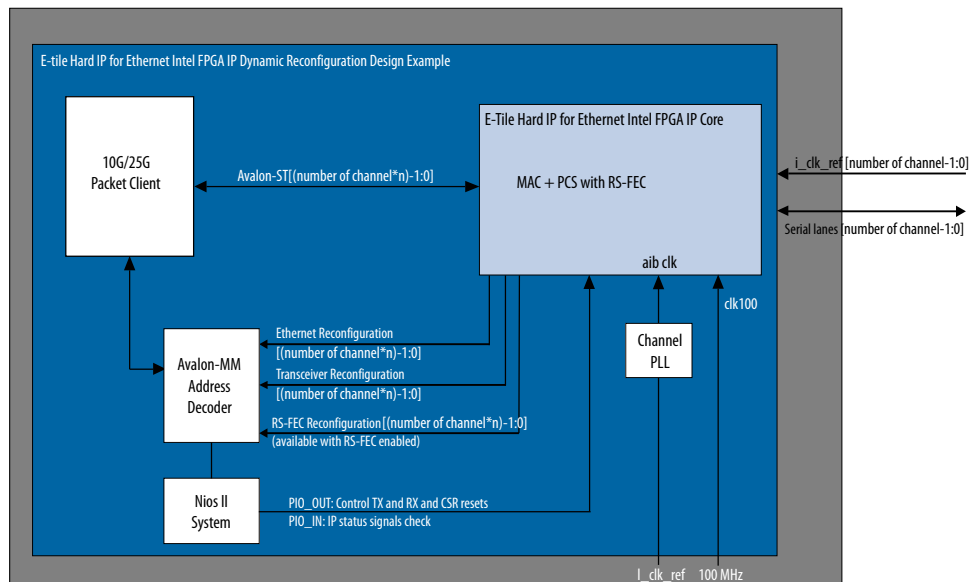 E-tile Hard IP for Ethernet Intel FPGA IP Dynamic Reconfiguration Design Example
10G/25G
Packet Client
Avalon-ST[(number of channel*n)-1:0]
E-Tile Hard IP for Ethernet Intel FPGA IP Core
MAC + PCS with RS-FEC
aib clk
i_clk_ref [number of channel-1:0]
Serial lanes [number of channel-1:0]
clk100
Channel
PLL
Ethernet Reconfiguration
[(number of channel*n)-1:0]
Transceiver Reconfiguration
[(number of channel*n)-1:0]
RS-FEC Reconfiguration [(number of channel*n)-1:0]
(available with RS-FEC enabled)
Avalon-MM
Address
Decoder
Nios II
System
PIO_OUT: Control TX and RX and CSR resets
PIO_IN: IP status signals check
I_clk_ref
100 MHz